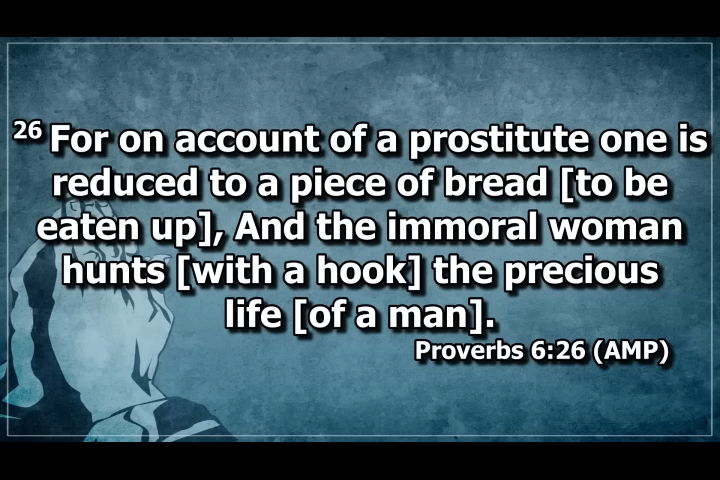 26 For on account of a prostitute one is
reduced to a piece of bread [to be
eaten up], And the immoral woman
hunts [with a hook] the precious
life [of a man].
Proverbs 6:26 (AMP)